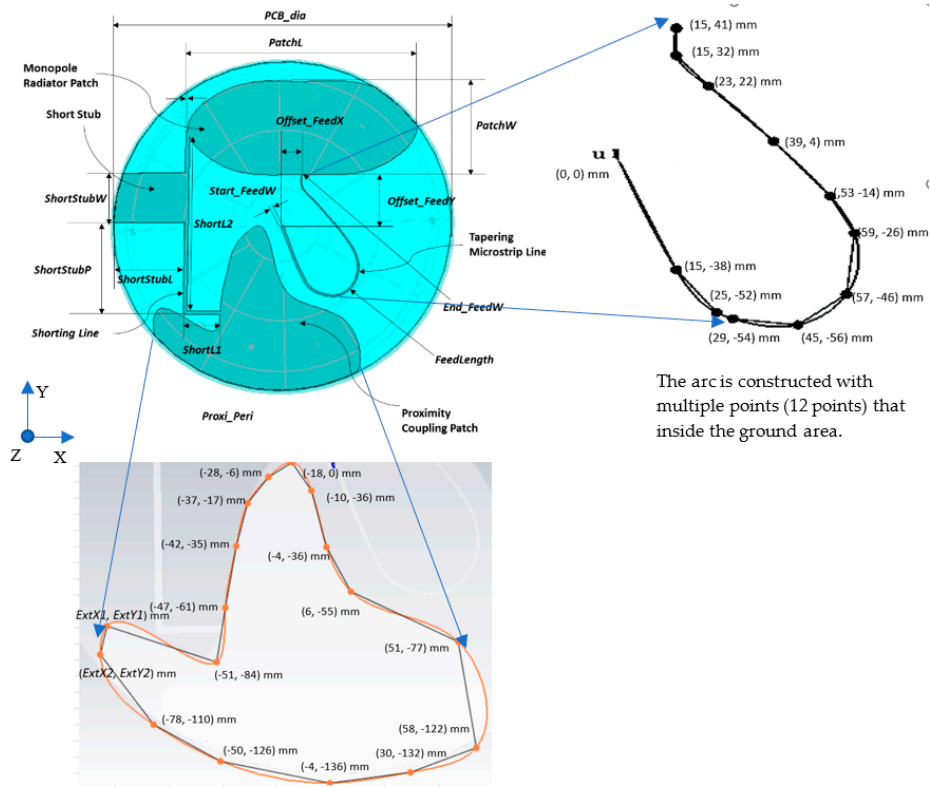 PCB_dia
PatchL
Monopole
Radiator Patch
Short Stub
Offset_FeedX
PatchW
ShortStubW
Start_FeedW
Offset_FeedY
ShortL2
ShortStubP
ShortStubL
Tapering
Microstrip Line
End_FeedW
Shorting Line
ShortL1
FeedLength
Proxi_Peri
Proximity
Coupling Patch
Y
Z
X
(15, 41) mm
(15, 32) mm
(23, 22) mm
(39, 4) mm
u1
(0, 0) mm
(,53 -14) mm
(59, -26) mm
(15, -38) mm
(25, -52) mm
(57, -46) mm
(29, -54) mm
(45, -56) mm
The arc is constructed with
multiple points (12 points) that
inside the ground area.
(-28, -6) mm
(-18, 0) mm
(-37, -17) mm
(-10, -36) mm
(-42, -35) mm
(-4, -36) mm
(-47, -61) mm
(6, -55) mm
ExtX1, ExtY1) mm
(51, -77) mm
(ExtX2, ExtY2) mm
(-51, -84) mm
(-78, -110) mm
(58, -122) mm
(-50, -126) mm
(30, -132) mm
(-4, -136) mm